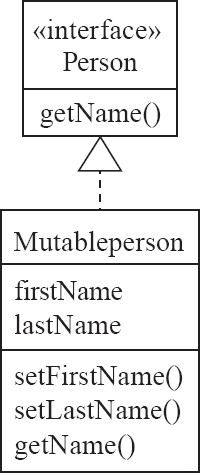 «interface»
Person
getName()
Mutableperson
firstName
lastName
setFirstName()
setLastName()
getName()